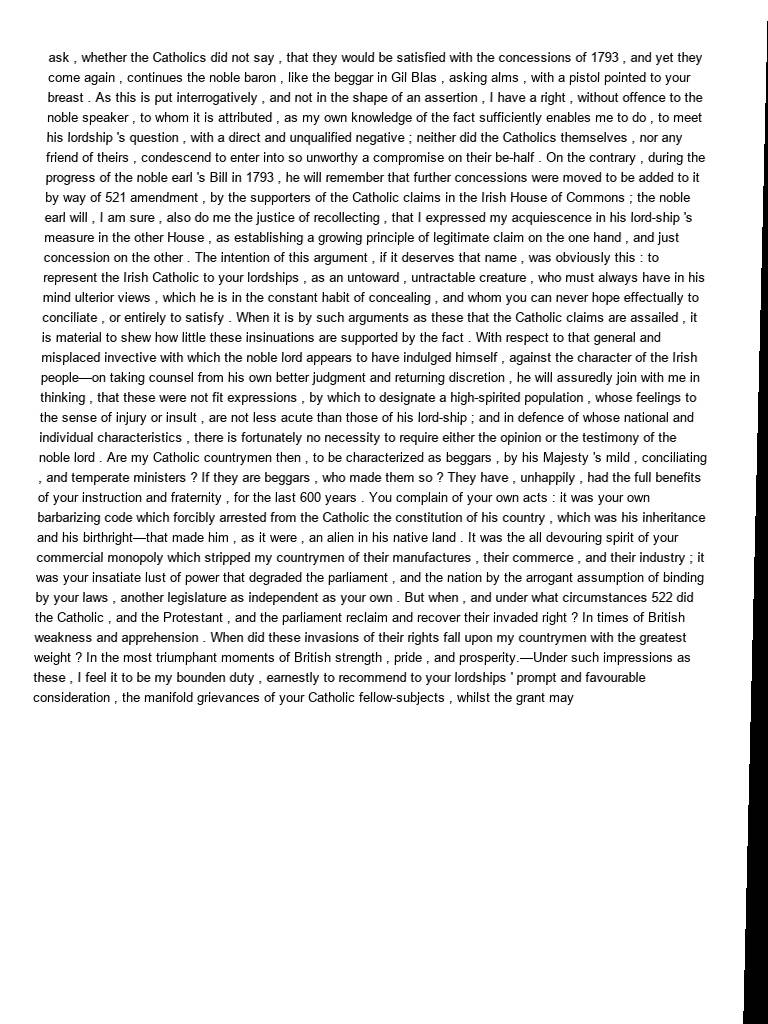 ask , whether the Catholics did not say , that they would be satisfied with the concessions of 1793 , and yet they
come again , continues the noble baron , like the beggar in Gil Blas , asking alms , with a pistol pointed to your
breast . As this is put interrogatively , and not in the shape of an assertion , I have a right , without offence to the
noble speaker , to whom it is attributed , as my own knowledge of the fact sufficiently enables me to do , to meet
his lordship 's question , with a direct and unqualified negative ; neither did the Catholics themselves , nor any
friend of theirs , condescend to enter into so unworthy a compromise on their be-half . On the contrary , during the
progress of the noble earl 's Bill in 1793 , he will remember that further concessions were moved to be added to it
by way of 521 amendment , by the supporters of the Catholic claims in the Irish House of Commons ; the noble
earl will , I am sure , also do me the justice of recollecting , that I expressed my acquiescence in his lord-ship 's
measure in the other House , as establishing a growing principle of legitimate claim on the one hand , and just
concession on the other . The intention of this argument , if it deserves that name , was obviously this : to
represent the Irish Catholic to your lordships , as an untoward , untractable creature , who must always have in his
mind ulterior views , which he is in the constant habit of concealing , and whom you can never hope effectually to
conciliate , or entirely to satisfy . When it is by such arguments as these that the Catholic claims are assailed , it
is material to shew how little these insinuations are supported by the fact . With respect to that general and
misplaced invective with which the noble lord appears to have indulged himself , against the character of the Irish
people—on taking counsel from his own better judgment and returning discretion , he will assuredly join with me in
thinking , that these were not fit expressions , by which to designate a high-spirited population , whose feelings to
the sense of injury or insult , are not less acute than those of his lord-ship ; and in defence of whose national and
individual characteristics , there is fortunately no necessity to require either the opinion or the testimony of the
noble lord . Are my Catholic countrymen then , to be characterized as beggars , by his Majesty 's mild , conciliating
, and temperate ministers ? If they are beggars , who made them so ? They have , unhappily , had the full benefits
of your instruction and fraternity , for the last 600 years . You complain of your own acts : it was your own
barbarizing code which forcibly arrested from the Catholic the constitution of his country , which was his inheritance
and his birthright—that made him , as it were , an alien in his native land . It was the all devouring spirit of your
commercial monopoly which stripped my countrymen of their manufactures , their commerce , and their industry ; it
was your insatiate lust of power that degraded the parliament , and the nation by the arrogant assumption of binding
by your laws , another legislature as independent as your own . But when , and under what circumstances 522 did
the Catholic , and the Protestant , and the parliament reclaim and recover their invaded right ? In times of British
weakness and apprehension . When did these invasions of their rights fall upon my countrymen with the greatest
weight ? In the most triumphant moments of British strength , pride , and prosperity.—Under such impressions as
these , I feel it to be my bounden duty , earnestly to recommend to your lordships ' prompt and favourable
consideration , the manifold grievances of your Catholic fellow-subjects , whilst the grant may